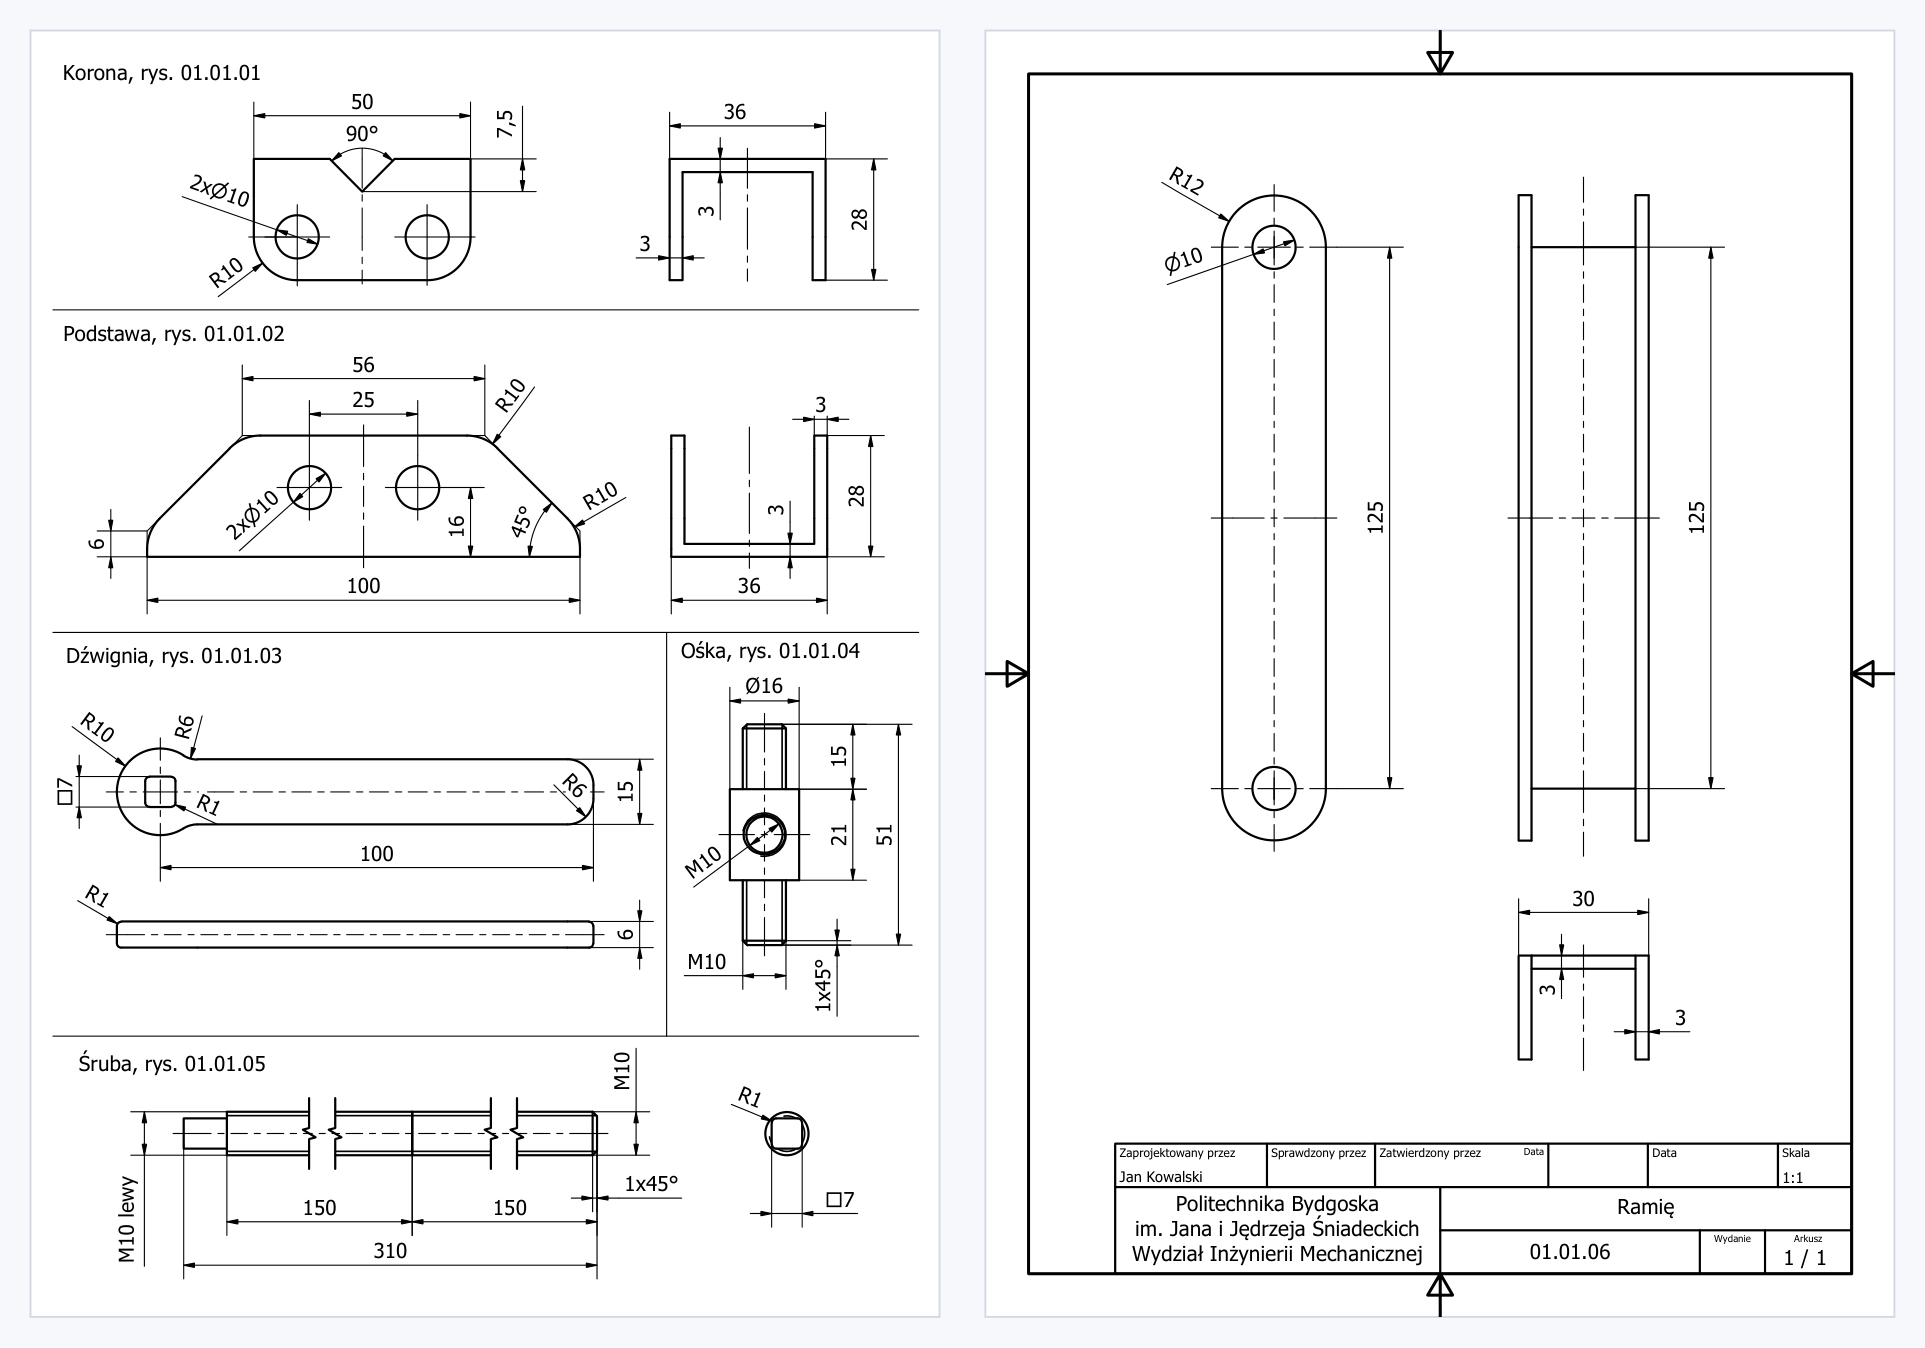 Korona, rys. 01.01.01
50
90°
7,5
2xØ10
R10
36
3
3
28
Podstawa, rys. 01.01.02
56
25
R10
2xØ10
16
45°
R10
6
100
3
3
28
36
Dźwignia, rys. 01.01.03
R10
R6
□7
R1
R6
15
100
R1
6
Ośka, rys. 01.01.04
Ø16
15
21
51
M10
M10
1x45°
Śruba, rys. 01.01.05
M10
M10 lewy
150
150
1x45°
310
R1
□7
R12
Ø10
125
125
30
3
3
Zaprojektowany przez
Sprawdzony przez
Zatwierdzony przez
Data
Data
Skala
Jan Kowalski
1:1
Politechnika Bydgoska
im. Jana i Jędrzeja Śniadeckich
Wydział Inżynierii Mechanicznej
Ramię
01.01.06
Wydanie
Arkusz
1 / 1